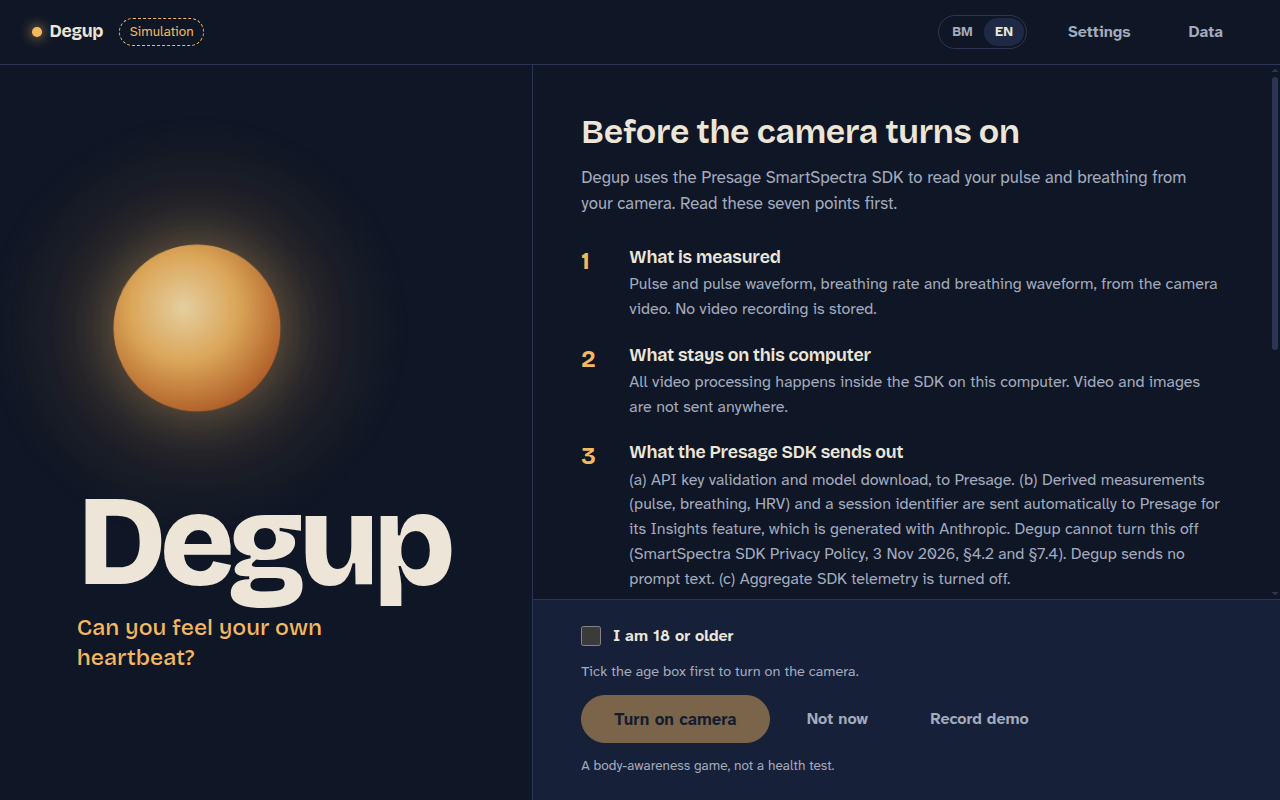 Degup
Simulation
BM
EN
Settings
Data
Degup
Can you feel your own
heartbeat?
Before the camera turns on
Degup uses the Presage SmartSpectra SDK to read your pulse and breathing from
your camera. Read these seven points first.
1
What is measured
Pulse and pulse waveform, breathing rate and breathing waveform, from the camera
video. No video recording is stored.
2
What stays on this computer
All video processing happens inside the SDK on this computer. Video and images
are not sent anywhere.
3
What the Presage SDK sends out
(a) API key validation and model download, to Presage. (b) Derived measurements
(pulse, breathing, HRV) and a session identifier are sent automatically to Presage for
its Insights feature, which is generated with Anthropic. Degup cannot turn this off
(SmartSpectra SDK Privacy Policy, 3 Nov 2026, §4.2 and §7.4). Degup sends no
prompt text. (c) Aggregate SDK telemetry is turned off.
I am 18 or older
Tick the age box first to turn on the camera.
Turn on camera
Not now
Record demo
A body-awareness game, not a health test.